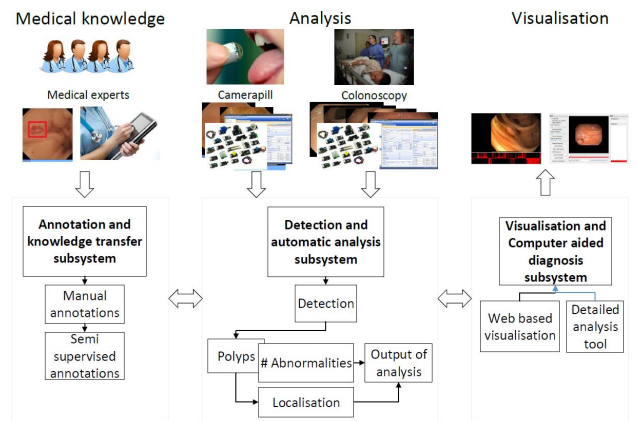 Medical knowledge
Analysis
Visualisation
Medical experts
Camerapill
Colonoscopy
Annotation and
knowledge transfer
subsystem
Manual
annotations
Semi
supervised
annotations
Detection and
automatic analysis
subsystem
Detection
Polyps
# Abnormalities
Output of
analysis
Localisation
Visualisation and
Computer aided
diagnosis
subsystem
Web based
visualisation
Detailed
analysis
tool